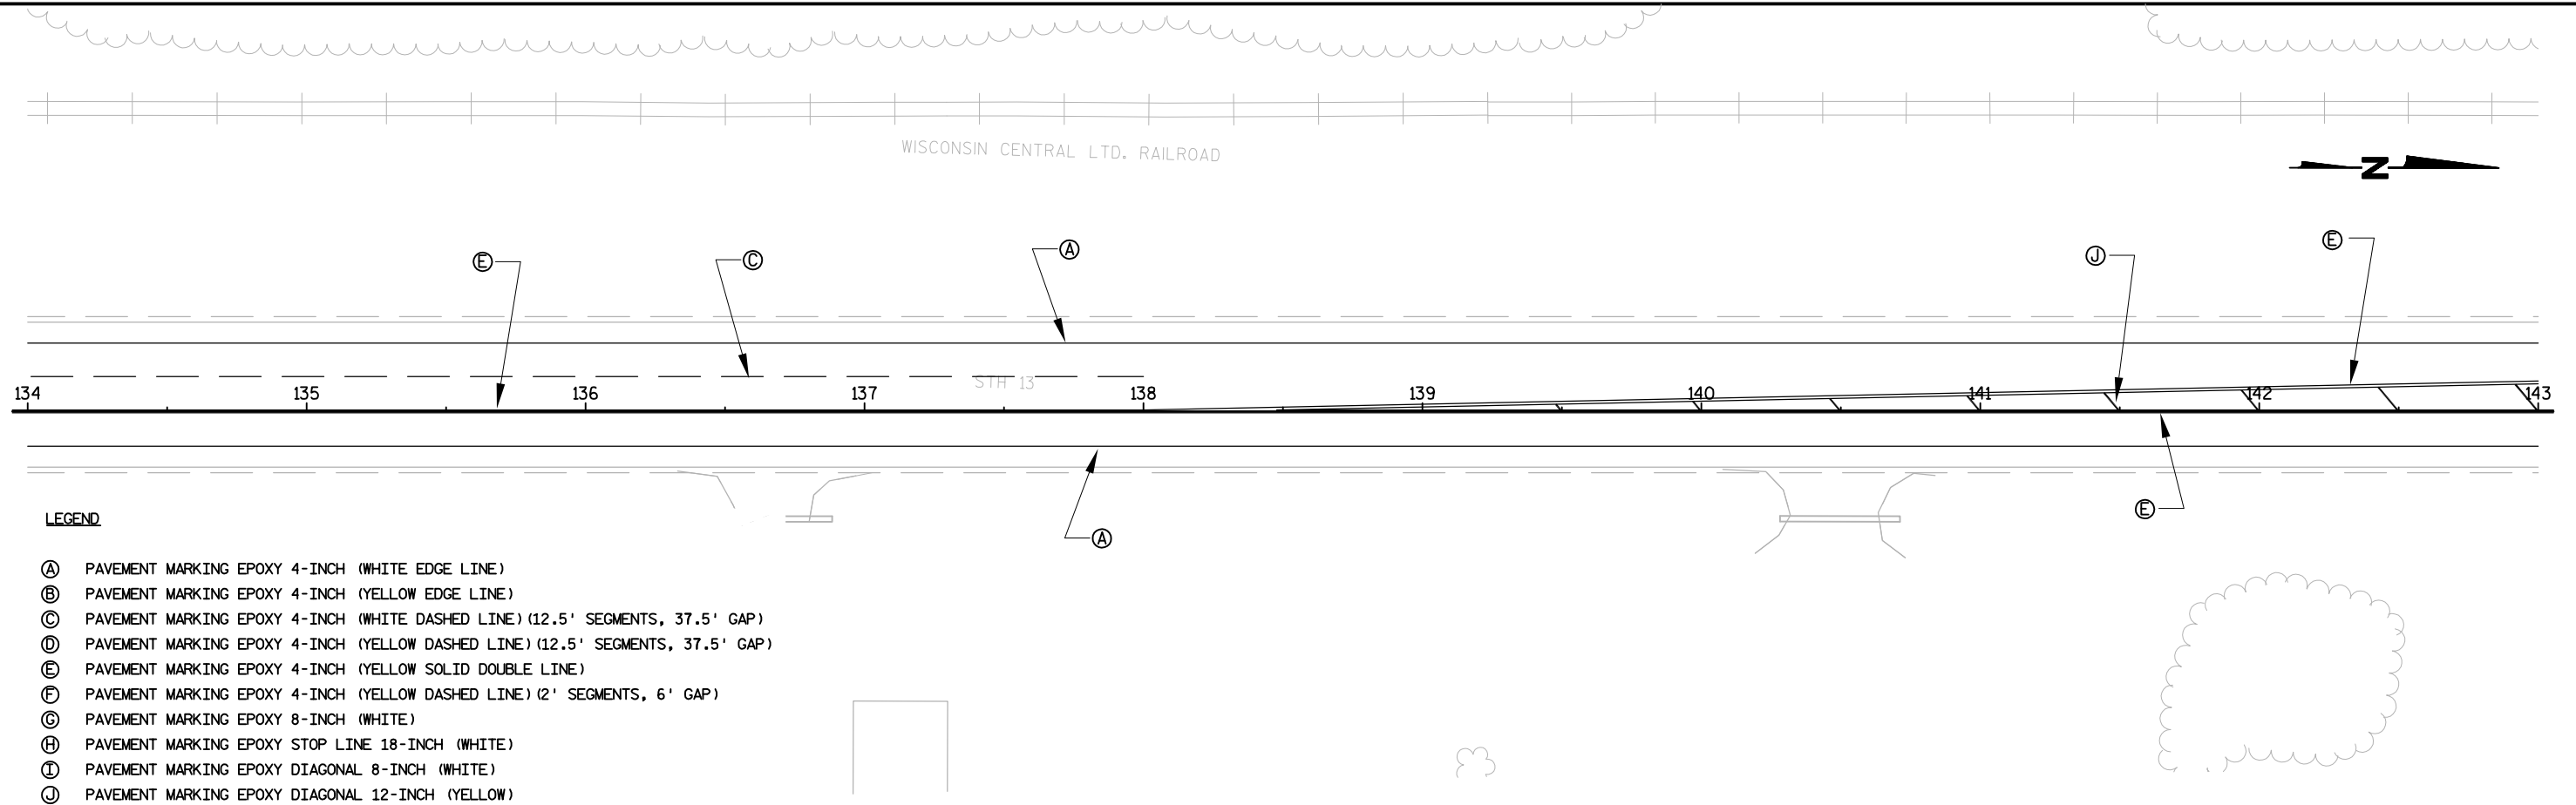 WISCONSIN CENTRAL LTD. RAILROAD
N
Ⓔ Ⓒ Ⓐ Ⓙ Ⓔ
STH 13
134 135 136 137 138 139 140 141 142 143
Ⓐ Ⓔ
LEGEND
Ⓐ PAVEMENT MARKING EPOXY 4-INCH (WHITE EDGE LINE)
Ⓑ PAVEMENT MARKING EPOXY 4-INCH (YELLOW EDGE LINE)
Ⓒ PAVEMENT MARKING EPOXY 4-INCH (WHITE DASHED LINE)(12.5' SEGMENTS, 37.5' GAP)
Ⓓ PAVEMENT MARKING EPOXY 4-INCH (YELLOW DASHED LINE)(12.5' SEGMENTS, 37.5' GAP)
Ⓔ PAVEMENT MARKING EPOXY 4-INCH (YELLOW SOLID DOUBLE LINE)
Ⓕ PAVEMENT MARKING EPOXY 4-INCH (YELLOW DASHED LINE)(2' SEGMENTS, 6' GAP)
Ⓖ PAVEMENT MARKING EPOXY 8-INCH (WHITE)
Ⓗ PAVEMENT MARKING EPOXY STOP LINE 18-INCH (WHITE)
Ⓘ PAVEMENT MARKING EPOXY DIAGONAL 8-INCH (WHITE)
Ⓙ PAVEMENT MARKING EPOXY DIAGONAL 12-INCH (YELLOW)